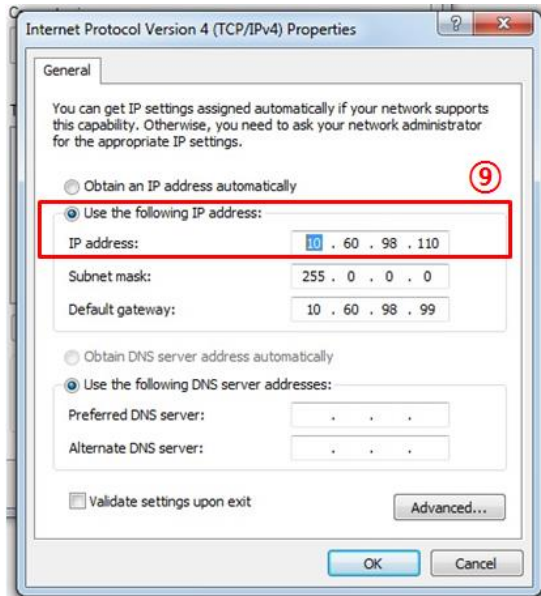 Internet Protocol Version 4 (TCP/IPv4) Properties
General
You can get IP settings assigned automatically if your network supports
this capability. Otherwise, you need to ask your network administrator
for the appropriate IP settings.
Obtain an IP address automatically
⑨
Use the following IP address:
IP address: 10 . 60 . 98 . 110
Subnet mask: 255 . 0 . 0 . 0
Default gateway: 10 . 60 . 98 . 99
Obtain DNS server address automatically
Use the following DNS server addresses:
Preferred DNS server: . . .
Alternate DNS server: . . .
Validate settings upon exit
Advanced...
OK Cancel